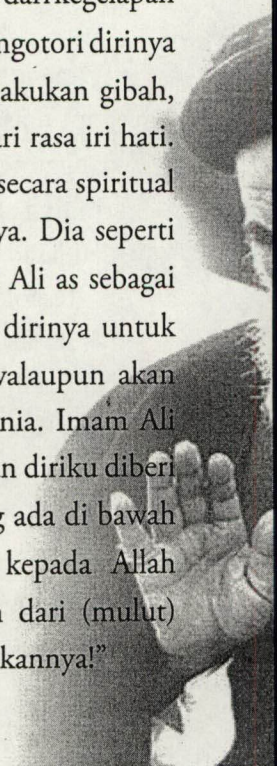 dari kegelapan
ngotori dirinya
akukan gibah,
ri rasa iri hati.
secara spiritual
ya. Dia seperti
Ali as sebagai
dirinya untuk
valaupun akan
nia. Imam Ali
n diriku diberi
g ada di bawah
kepada Allah
n dari (mulut)
kannya!”